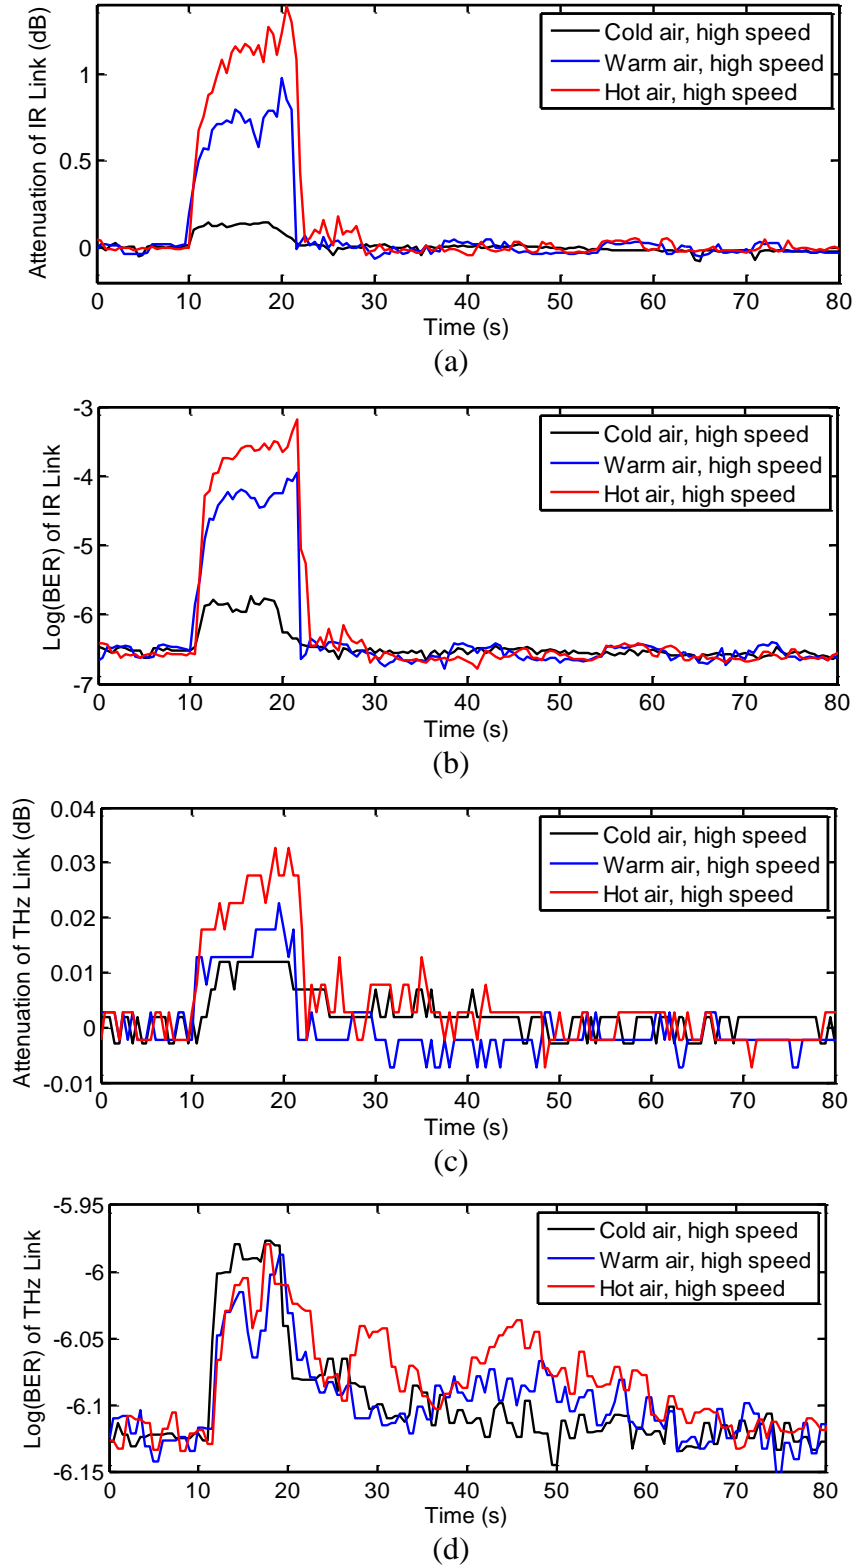 Attenuation of IR Link (dB)
1
0.5
0
Cold air, high speed
Warm air, high speed
Hot air, high speed
0 10 20 30 40 50 60 70 80
Time (s)
(a)
Log(BER) of IR Link
-3
-4
-5
-6
-7
Cold air, high speed
Warm air, high speed
Hot air, high speed
0 10 20 30 40 50 60 70 80
Time (s)
(b)
Attenuation of THz Link (dB)
0.04
0.03
0.02
0.01
0
-0.01
Cold air, high speed
Warm air, high speed
Hot air, high speed
0 10 20 30 40 50 60 70 80
Time (s)
(c)
Log(BER) of THz Link
-5.95
-6
-6.05
-6.1
-6.15
Cold air, high speed
Warm air, high speed
Hot air, high speed
0 10 20 30 40 50 60 70 80
Time (s)
(d)